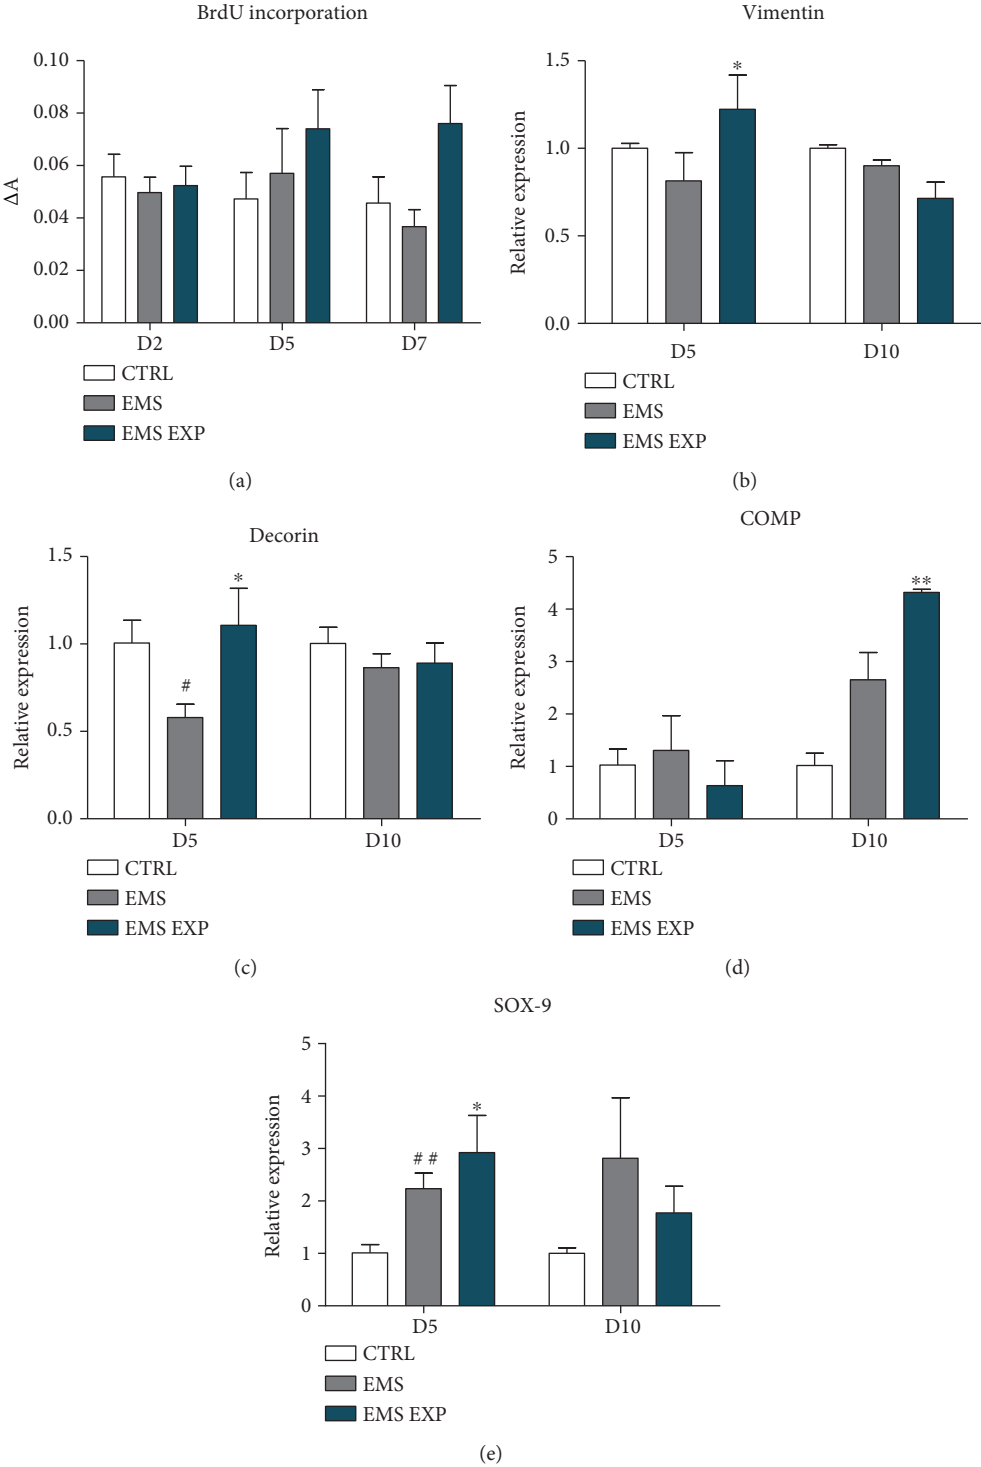 BrdU incorporation
ΔA
0.10
0.08
0.06
0.04
0.02
0.00
D2 D5 D7
CTRL
EMS
EMS EXP
(a)
Vimentin
Relative expression
1.5
1.0
0.5
0.0
*
D5 D10
CTRL
EMS
EMS EXP
(b)
Decorin
Relative expression
1.5
1.0
0.5
0.0
#
*
D5 D10
CTRL
EMS
EMS EXP
(c)
COMP
Relative expression
5
4
3
2
1
0
**
D5 D10
CTRL
EMS
EMS EXP
(d)
SOX-9
Relative expression
5
4
3
2
1
0
# #
*
D5 D10
CTRL
EMS
EMS EXP
(e)